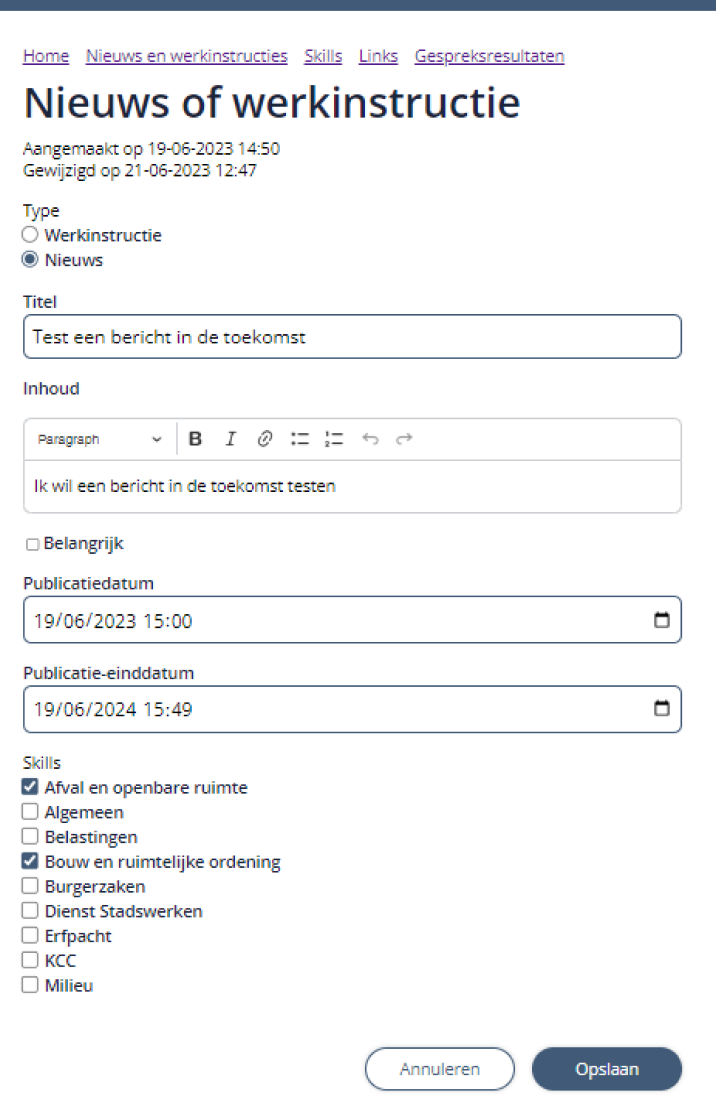 Home Nieuws en werkinstructies Skills Links Gespreksresultaten
Nieuws of werkinstructie
Aangemaakt op 19-06-2023 14:50
Gewijzigd op 21-06-2023 12:47
Type
Werkinstructie
Nieuws
Titel
Test een bericht in de toekomst
Inhoud
Paragraph B I
Ik wil een bericht in de toekomst testen
Belangrijk
Publicatiedatum
19/06/2023 15:00
Publicatie-einddatum
19/06/2024 15:49
Skills
Afval en openbare ruimte
Algemeen
Belastingen
Bouw en ruimtelijke ordening
Burgerzaken
Dienst Stadswerken
Erfpacht
KCC
Milieu
Annuleren Opslaan